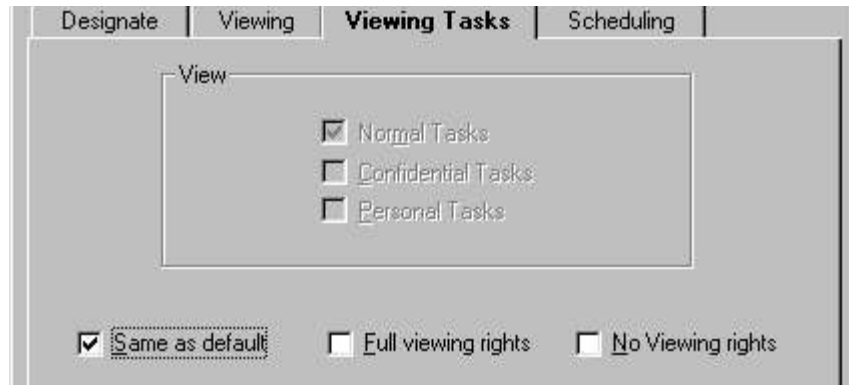 Designate Viewing Viewing Tasks Scheduling
View
Normal Tasks
Confidential Tasks
Personal Tasks
Same as default Full viewing rights No Viewing rights